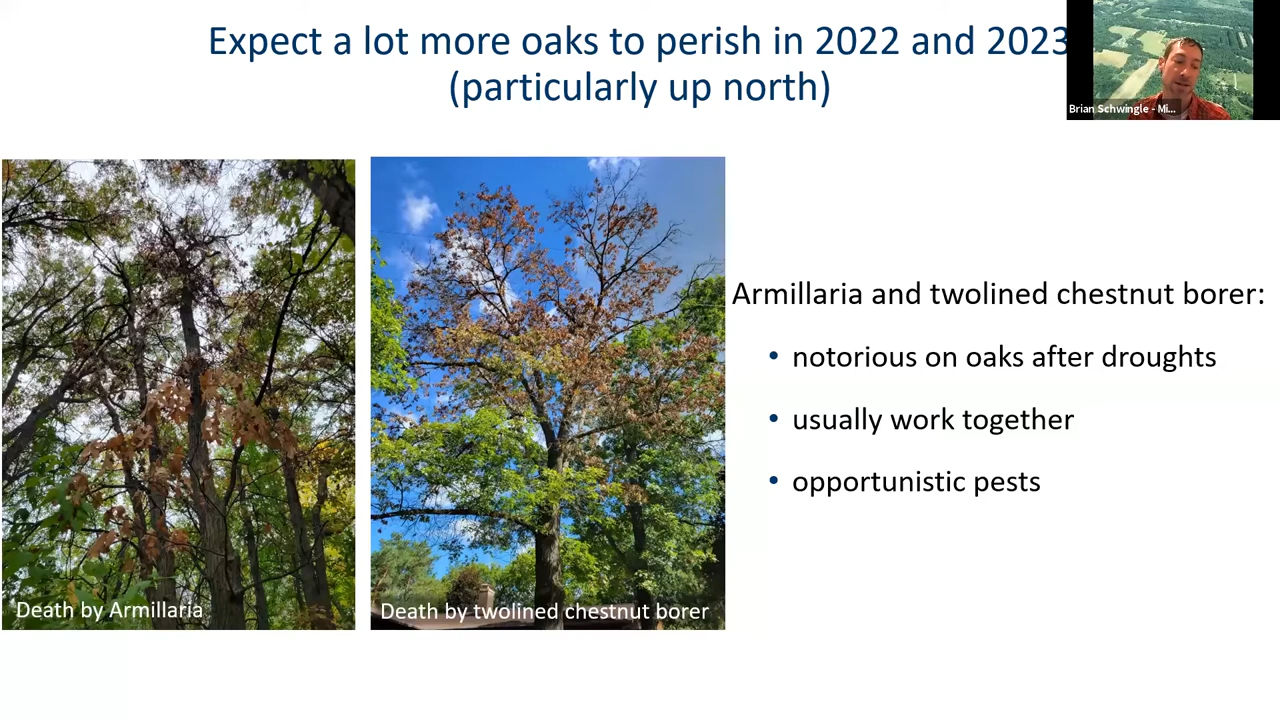 Expect a lot more oaks to perish in 2022 and 2023
(particularly up north)
Brian Schwingle - Mi...
Armillaria and twolined chestnut borer:
• notorious on oaks after droughts
• usually work together
• opportunistic pests
Death by Armillaria
Death by twolined chestnut borer